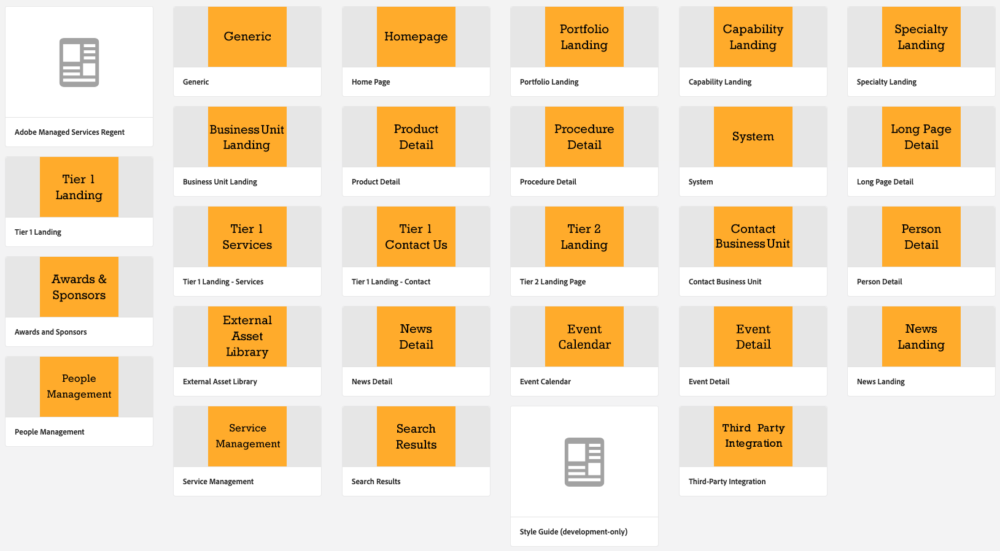 Adobe Managed Services Regent
Generic
Generic
Homepage
Home Page
Portfolio
Landing
Portfolio Landing
Capability
Landing
Capability Landing
Specialty
Landing
Specialty Landing
Tier 1
Landing
Tier 1 Landing
Business Unit
Landing
Business Unit Landing
Product
Detail
Product Detail
Procedure
Detail
Procedure Detail
System
System
Long Page
Detail
Long Page Detail
Awards &
Sponsors
Awards and Sponsors
Tier 1
Services
Tier 1 Landing - Services
Tier 1
Contact Us
Tier 1 Landing - Contact
Tier 2
Landing
Tier 2 Landing Page
Contact
Business Unit
Contact Business Unit
Person
Detail
Person Detail
People
Management
People Management
External
Asset
Library
External Asset Library
News
Detail
News Detail
Event
Calendar
Event Calendar
Event
Detail
Event Detail
News
Landing
News Landing
Service
Management
Service Management
Search
Results
Search Results
Style Guide (development-only)
Third Party
Integration
Third-Party Integration